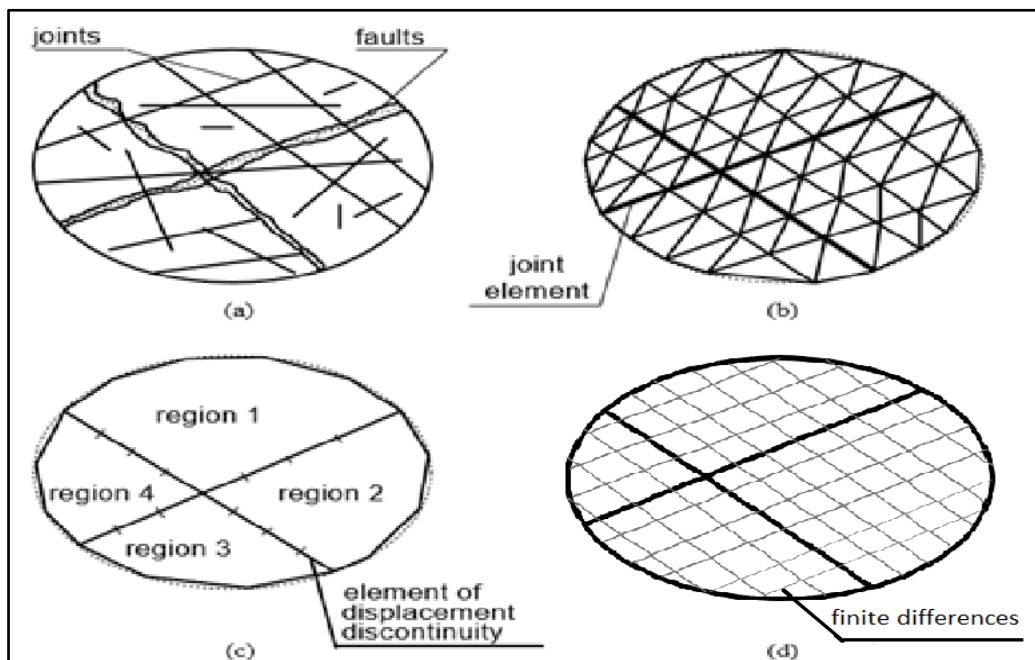 joints
faults
(a)
joint
element
(b)
region 1
region 4
region 2
region 3
element of
displacement
discontinuity
(c)
finite differences
(d)